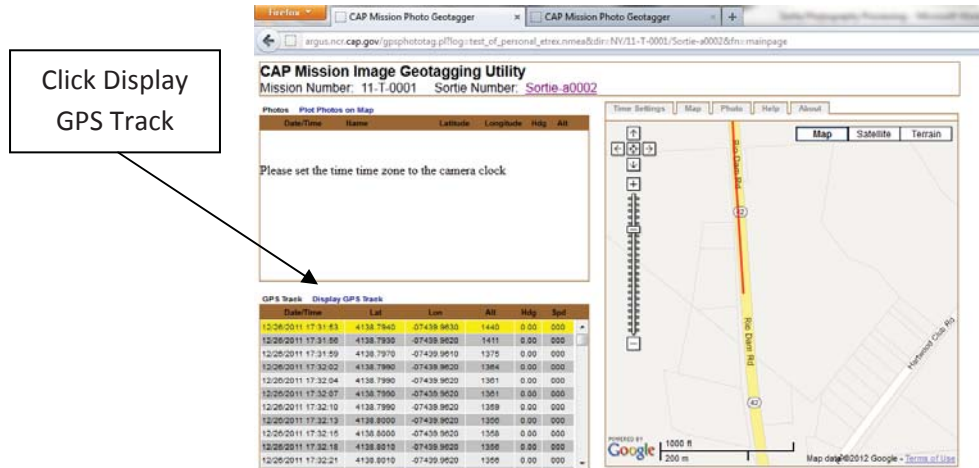 Click Display
GPS Track
Firefox
CAP Mission Photo Geotagger × CAP Mission Photo Geotagger × +
argus.ncr.cap.gov/gpsphototag.pl?log=test_of_personal_etrex.nmea&dir=NY/11-T-0001/Sortie-a0002&fn=mainpage
CAP Mission Image Geotagging Utility
Mission Number: 11-T-0001 Sortie Number: Sortie-a0002
Photos Plot Photos on Map
Date/Time Name Latitude Longitude Hdg Alt
Please set the time time zone to the camera clock
GPS Track Display GPS Track
Date/Time Lat Lon Alt Hdg Spd
12/26/2011 17:31:53 4138.7940 -07439.9630 1440 0.00 000
12/26/2011 17:31:56 4138.7930 -07439.9620 1411 0.00 000
12/26/2011 17:31:59 4138.7970 -07439.9610 1375 0.00 000
12/26/2011 17:32:02 4138.7990 -07439.9620 1364 0.00 000
12/26/2011 17:32:04 4138.7990 -07439.9620 1361 0.00 000
12/26/2011 17:32:07 4138.7990 -07439.9620 1361 0.00 000
12/26/2011 17:32:10 4138.7990 -07439.9620 1359 0.00 000
12/26/2011 17:32:13 4138.8000 -07439.9620 1356 0.00 000
12/26/2011 17:32:15 4138.8000 -07439.9620 1358 0.00 000
12/26/2011 17:32:18 4138.8010 -07439.9620 1356 0.00 000
12/26/2011 17:32:21 4138.8010 -07439.9620 1356 0.00 000
Time Settings Map Photo Help About
Map Satellite Terrain
Rio Dam Rd
42
Rio Dam Rd
Hartwood Club Rd
42
POWERED BY
Google
1000 ft
200 m
Map data ©2012 Google - Terms of Use